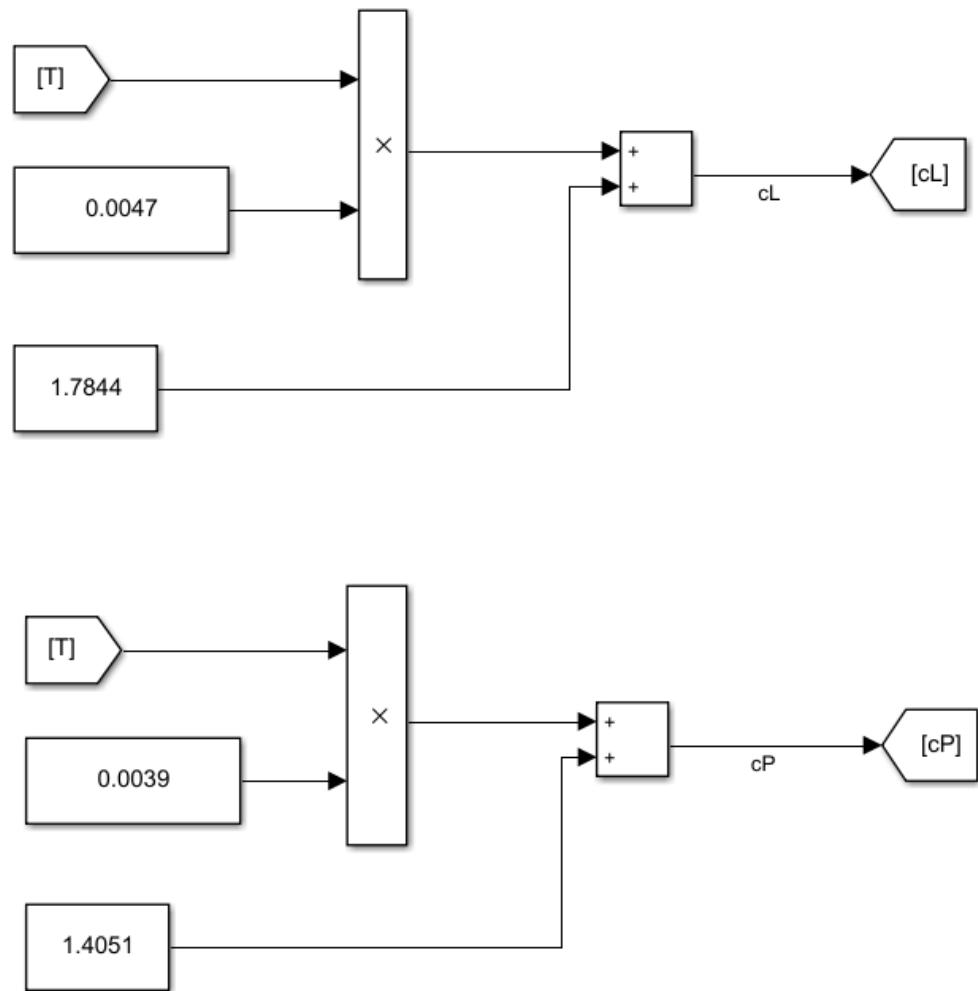 [T]
×
0.0047
+
+
cL
[cL]
1.7844
[T]
×
0.0039
+
+
cP
[cP]
1.4051